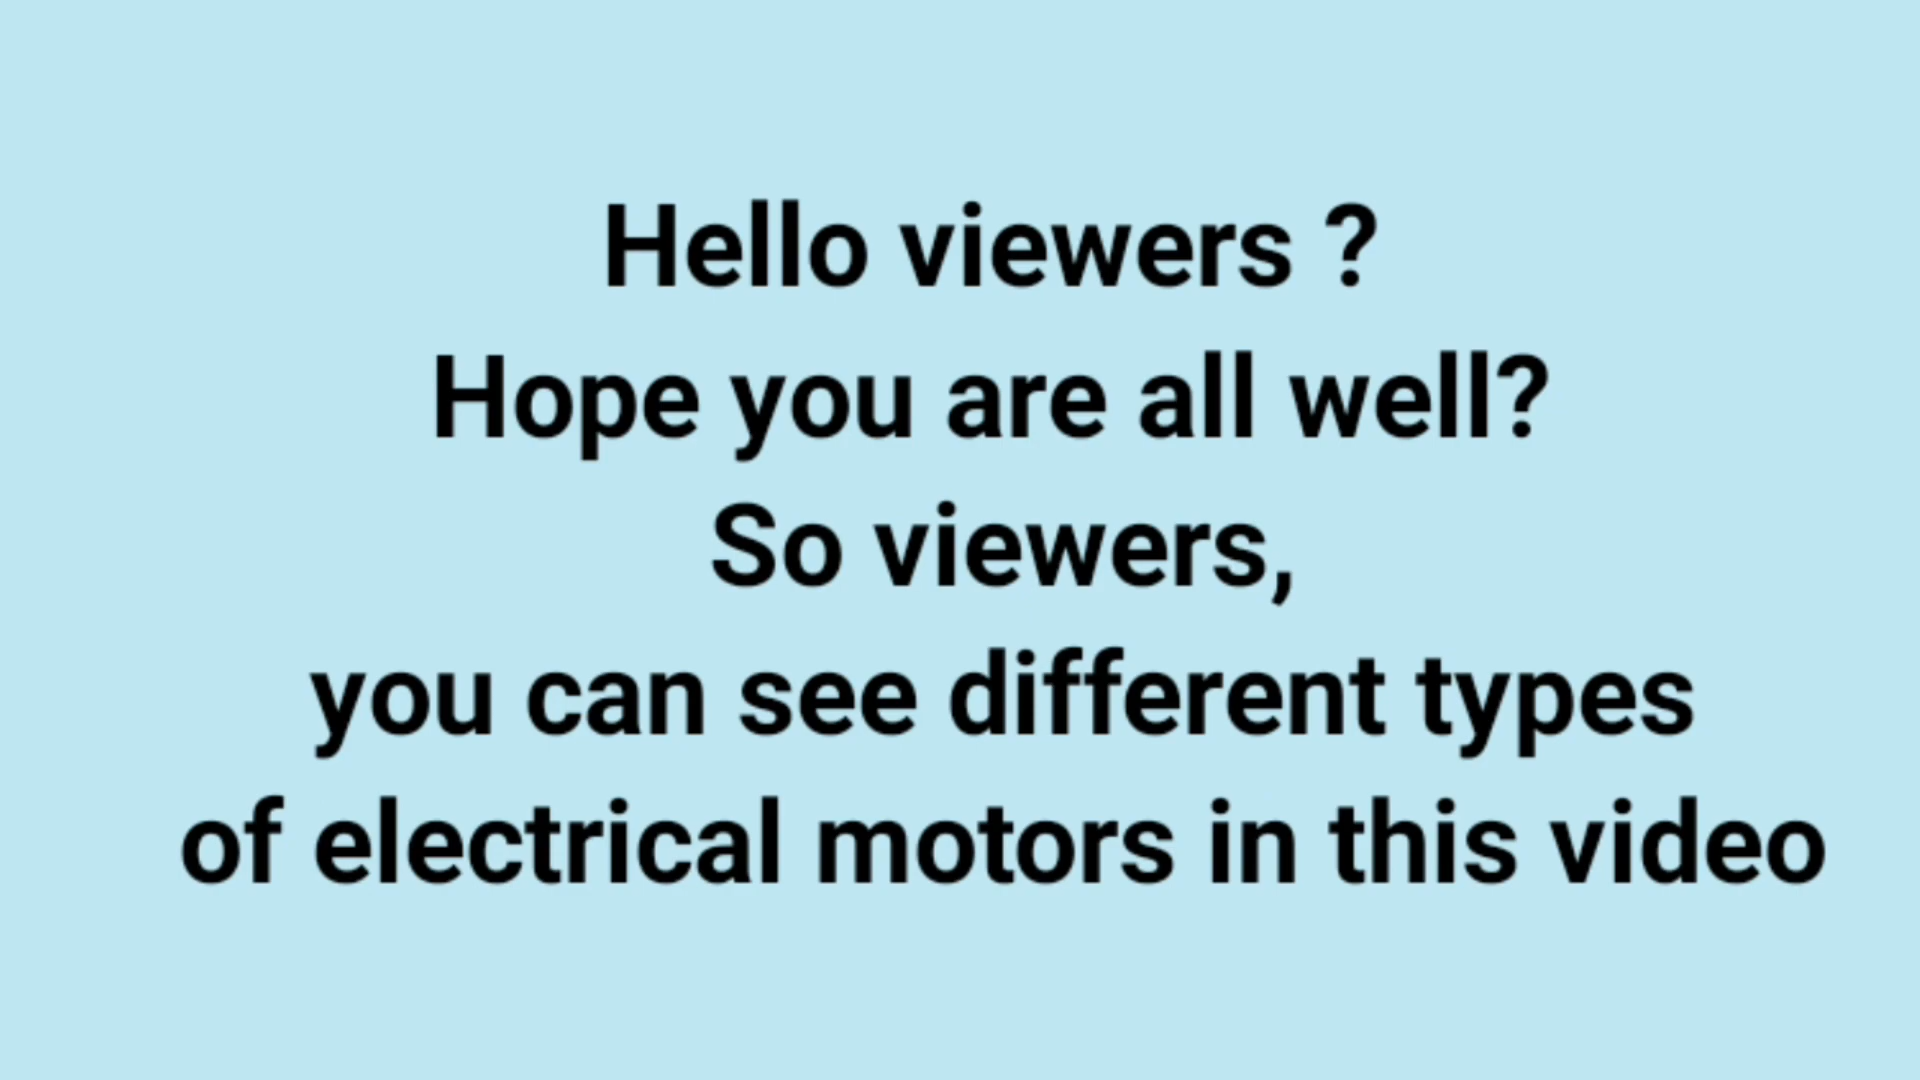 Hello viewers ?
Hope you are all well?
So viewers,
you can see different types
of electrical motors in this video